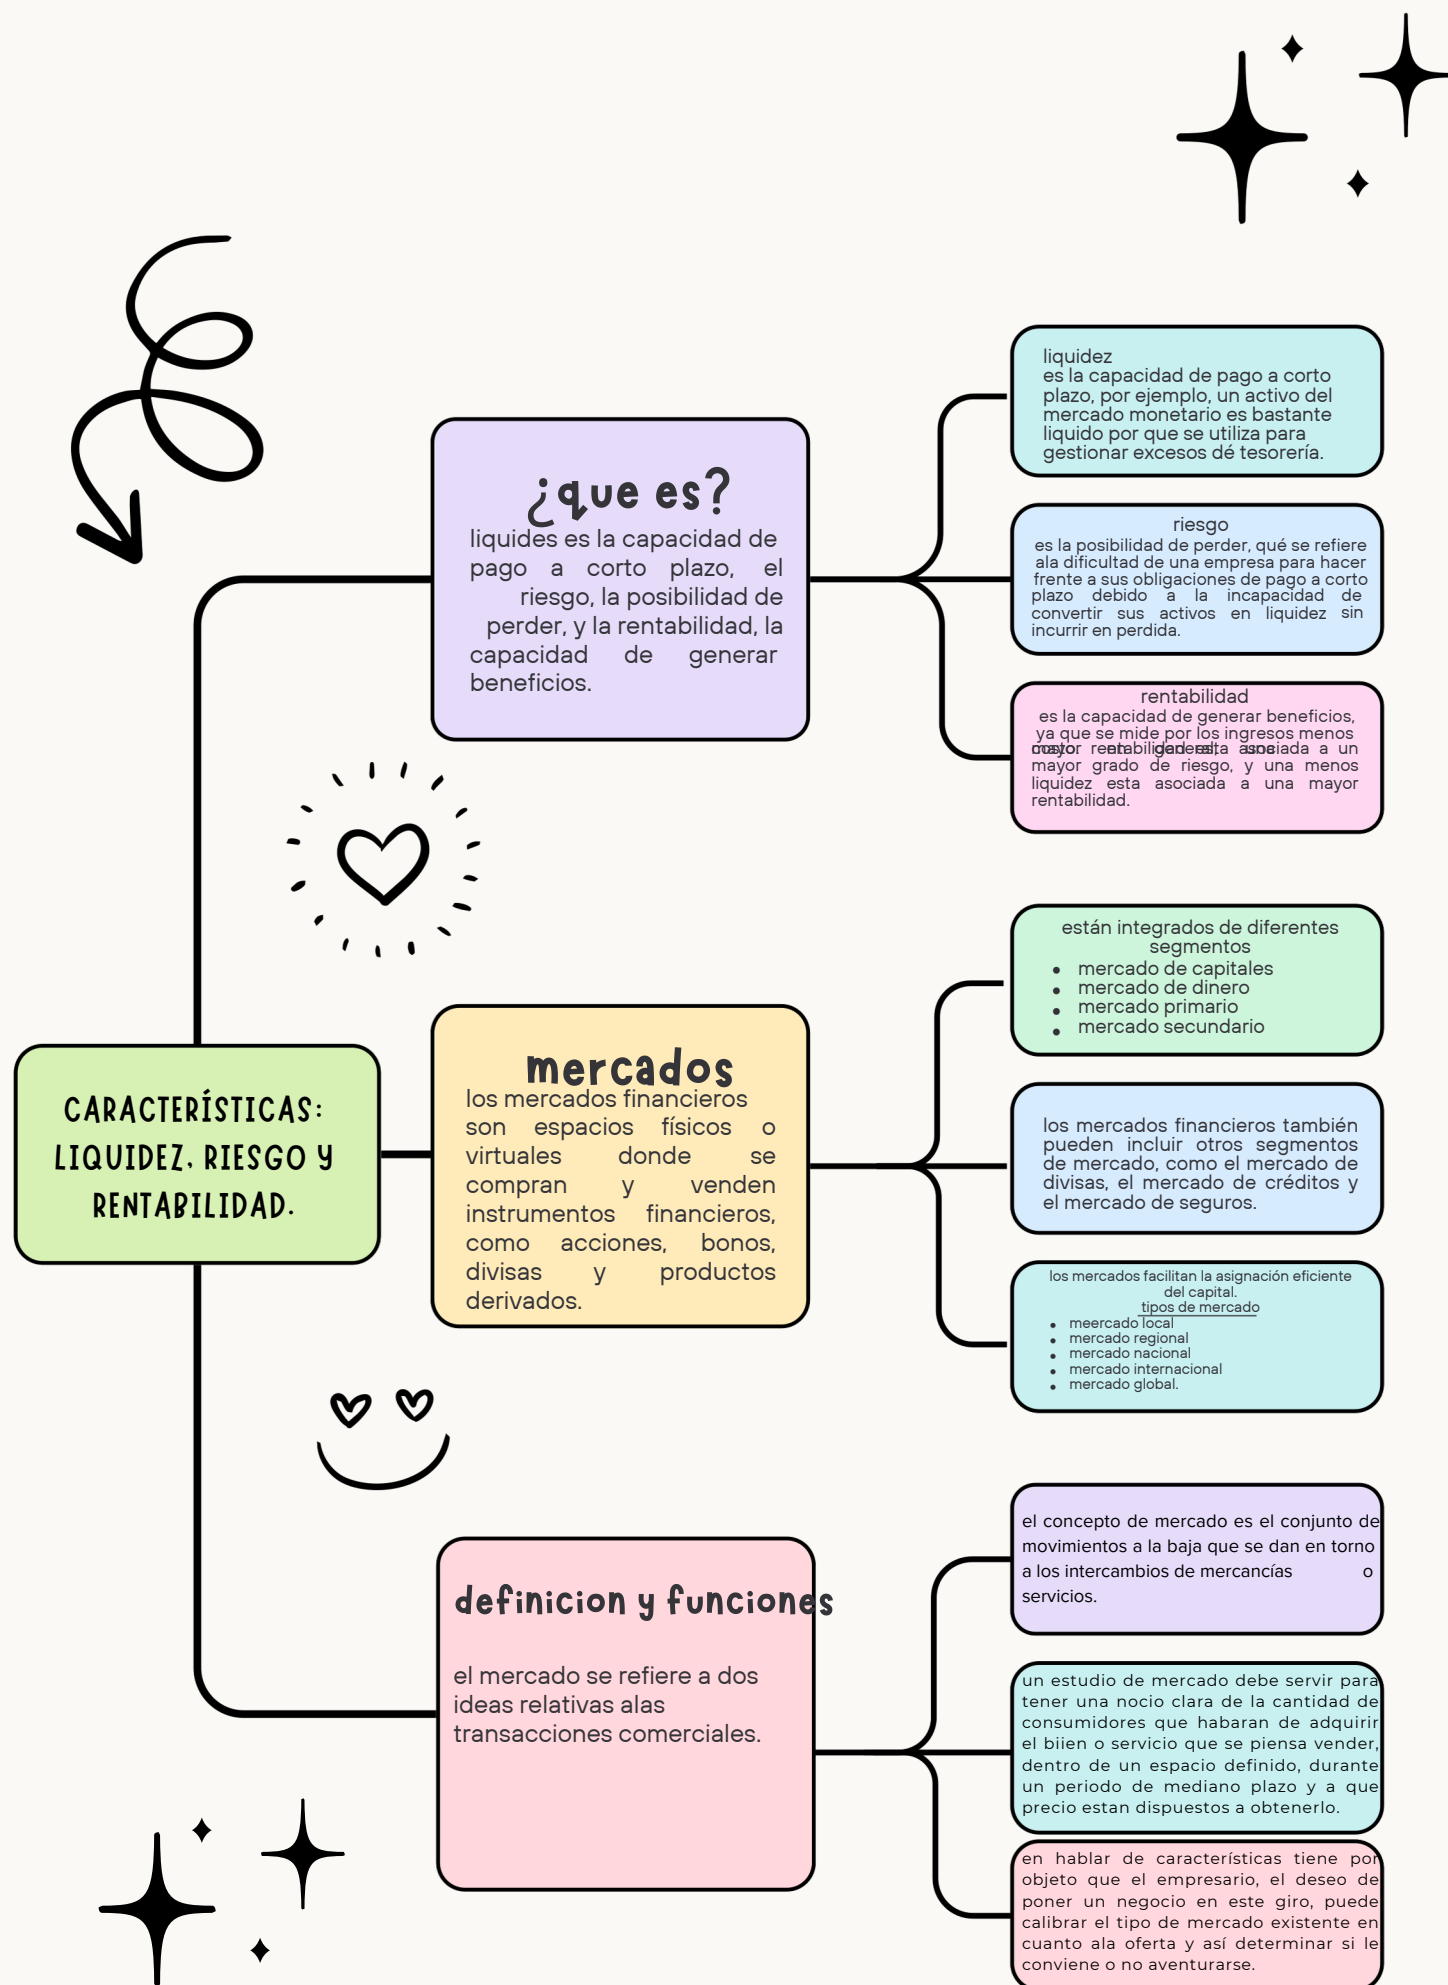 CARACTERÍSTICAS:
LIQUIDEZ, RIESGO Y
RENTABILIDAD.
¿que es?
liquides es la capacidad de
pago a corto plazo, el
riesgo, la posibilidad de
perder, y la rentabilidad, la
capacidad de generar
beneficios.
liquidez
es la capacidad de pago a corto
plazo, por ejemplo, un activo del
mercado monetario es bastante
liquido por que se utiliza para
gestionar excesos dé tesorería.
riesgo
es la posibilidad de perder, qué se refiere
ala dificultad de una empresa para hacer
frente a sus obligaciones de pago a corto
plazo debido a la incapacidad de
convertir sus activos en liquidez sin
incurrir en perdida.
rentabilidad
es la capacidad de generar beneficios,
ya que se mide por los ingresos menos
mayor rentabilidad esta asociada a un
mayor grado de riesgo, y una menos
liquidez esta asociada a una mayor
rentabilidad.
mercados
los mercados financieros
son espacios físicos o
virtuales donde se
compran y venden
instrumentos financieros,
como acciones, bonos,
divisas y productos
derivados.
están integrados de diferentes
segmentos
mercado de capitales
mercado de dinero
mercado primario
mercado secundario
los mercados financieros también
pueden incluir otros segmentos
de mercado, como el mercado de
divisas, el mercado de créditos y
el mercado de seguros.
los mercados facilitan la asignación eficiente
del capital.
tipos de mercado
meercado local
mercado regional
mercado nacional
mercado internacional
mercado global.
definicion y funciones
el mercado se refiere a dos
ideas relativas alas
transacciones comerciales.
el concepto de mercado es el conjunto de
movimientos a la baja que se dan en torno
a los intercambios de mercancías o
servicios.
un estudio de mercado debe servir para
tener una nocio clara de la cantidad de
consumidores que habaran de adquirir
el biien o servicio que se piensa vender,
dentro de un espacio definido, durante
un periodo de mediano plazo y a que
precio estan dispuestos a obtenerlo.
en hablar de características tiene por
objeto que el empresario, el deseo de
poner un negocio en este giro, puede
calibrar el tipo de mercado existente en
cuanto ala oferta y así determinar si le
conviene o no aventurarse.